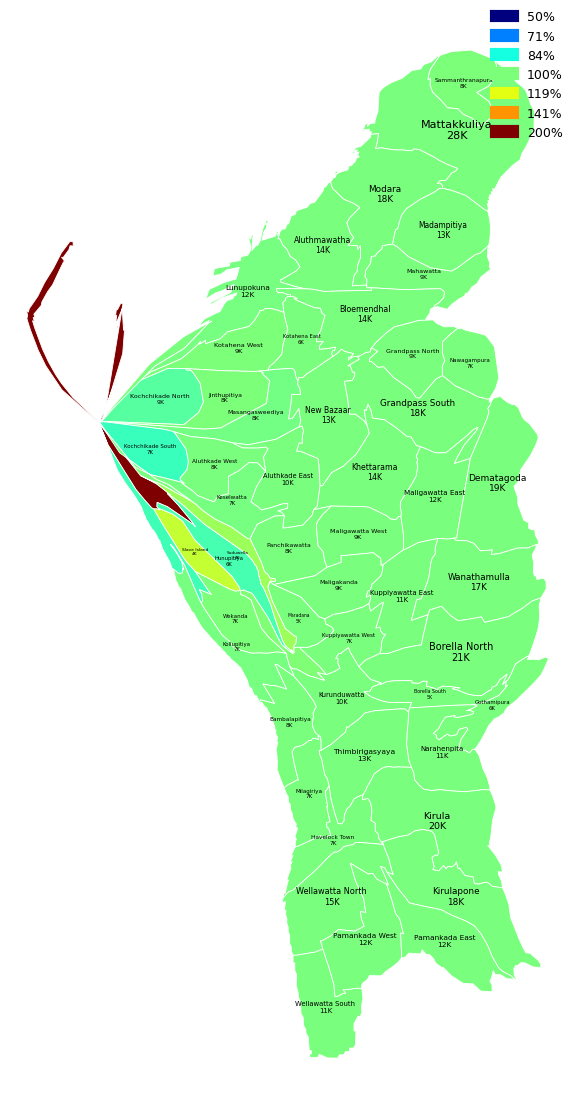 50%
71%
84%
100%
119%
141%
200%
Sammanthranapura
8K
Mattakkuliya
28K
Modara
18K
Madampitiya
13K
Aluthmawatha
14K
Mahawatta
9K
Lunupokuna
12K
Bloemendhal
14K
Kotahena East
6K
Kotahena West
9K
Grandpass North
9K
Nawagampura
7K
Kochchikade North
9K
Jinthupitiya
8K
Masangasweediya
8K
New Bazaar
13K
Grandpass South
18K
Kochchikade South
7K
Aluthkade West
8K
Aluthkade East
10K
Khettarama
14K
Dematagoda
19K
Keselwatta
7K
Maligawatta East
12K
Maligawatta West
9K
Panchikawatta
8K
Slave Island
4K
Suduwella
Hunupitiya
6K
Maligakanda
9K
Wanathamulla
17K
Kuppiyawatta East
11K
Wekanda
7K
Maradana
5K
Kuppiyawatta West
7K
Kollupitiya
7K
Borella North
21K
Kurunduwatta
10K
Borella South
5K
Gothamipura
6K
Bambalapitiya
8K
Thimbirigasyaya
13K
Narahenpita
11K
Milagiriya
7K
Kirula
20K
Havelock Town
7K
Wellawatta North
15K
Kirulapone
18K
Pamankada West
12K
Pamankada East
12K
Wellawatta South
11K